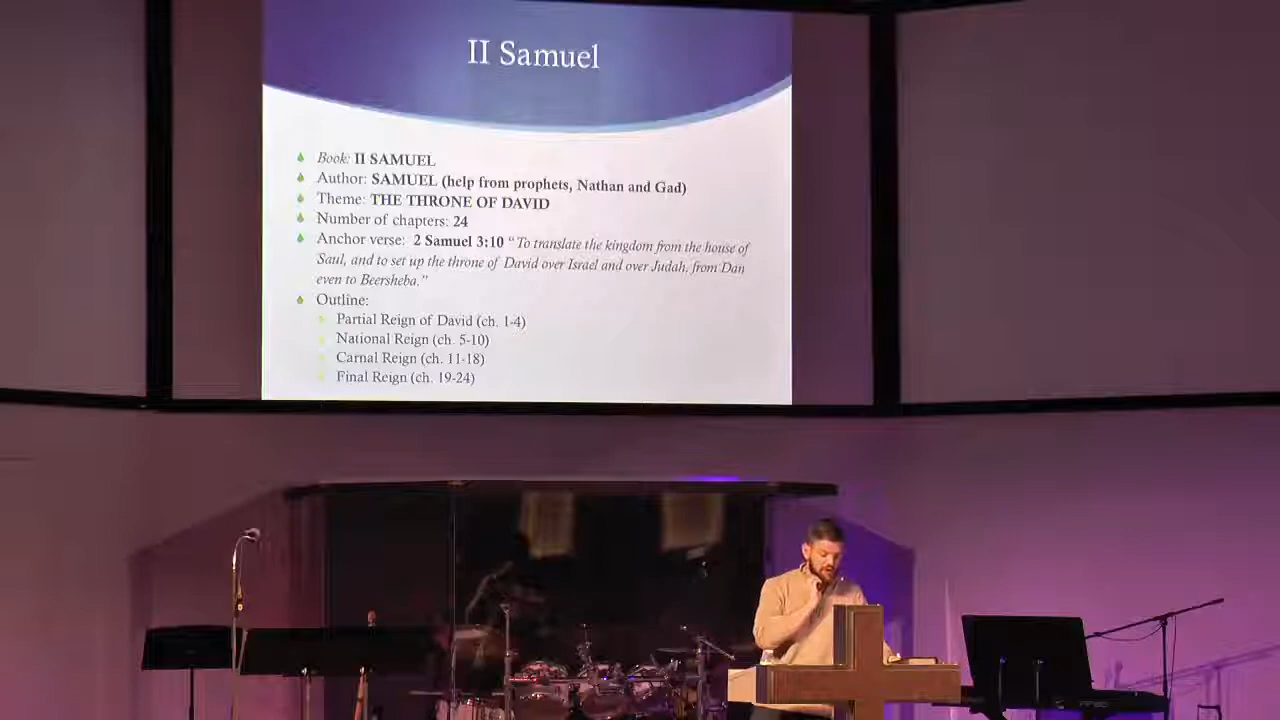 II Samuel
Book: II SAMUEL
Author: SAMUEL (help from prophets, Nathan and Gad)
Theme: THE THRONE OF DAVID
Number of chapters: 24
Anchor verse: 2 Samuel 3:10 “To translate the kingdom from the house of
Saul, and to set up the throne of David over Israel and over Judah, from Dan
even to Beersheba.”
Outline:
Partial Reign of David (ch. 1-4)
National Reign (ch. 5-10)
Carnal Reign (ch. 11-18)
Final Reign (ch. 19-24)